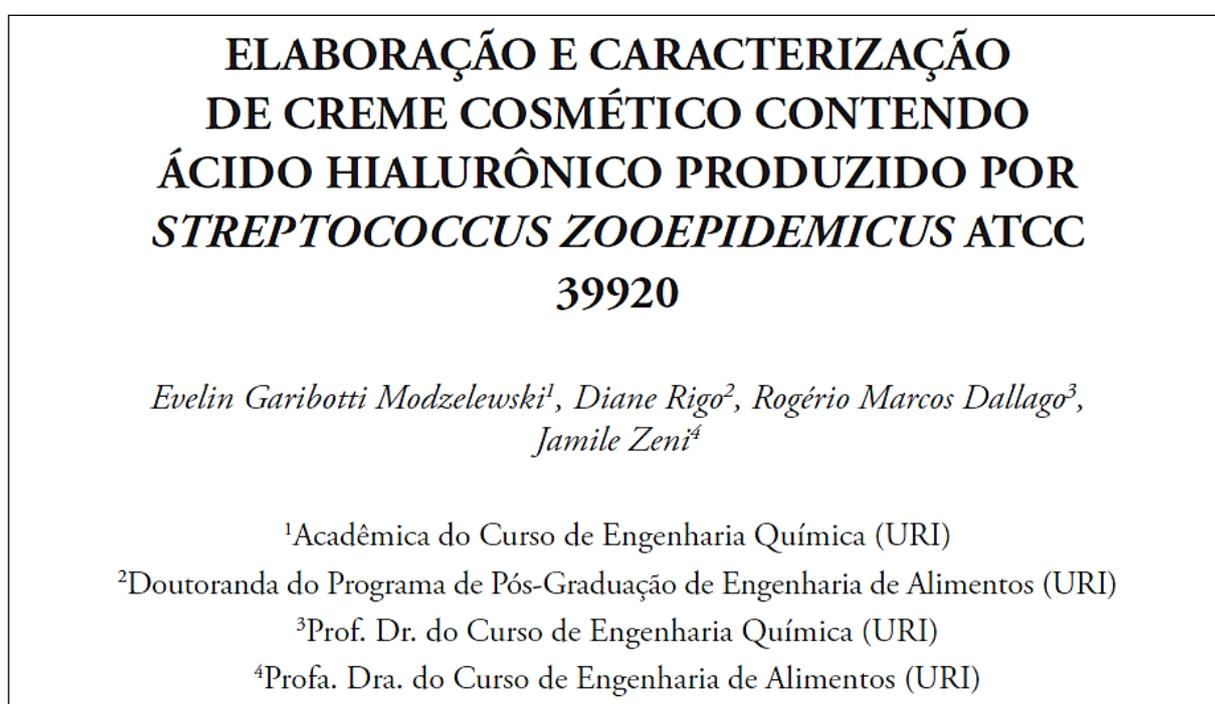 ELABORAÇÃO E CARACTERIZAÇÃO
DE CREME COSMÉTICO CONTENDO
ÁCIDO HIALURÔNICO PRODUZIDO POR
STREPTOCOCCUS ZOOEPIDEMICUS ATCC
39920
Evelin Garibotti Modzelewski¹, Diane Rigo², Rogério Marcos Dallago³,
Jamile Zeni⁴
¹Acadêmica do Curso de Engenharia Química (URI)
²Doutoranda do Programa de Pós-Graduação de Engenharia de Alimentos (URI)
³Prof. Dr. do Curso de Engenharia Química (URI)
⁴Profa. Dra. do Curso de Engenharia de Alimentos (URI)